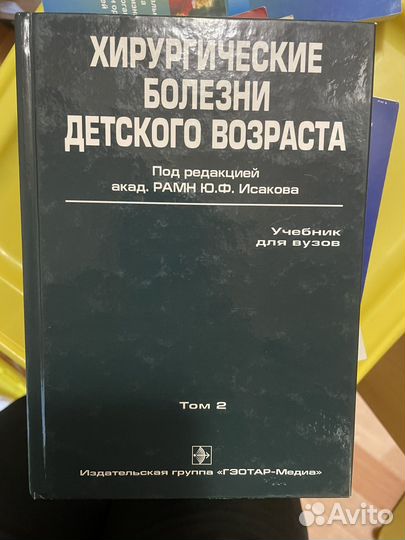 ХИРУРГИЧЕСКИЕ
БОЛЕЗНИ
ДЕТСКОГО ВОЗРАСТА
Под редакцией
акад. РАМН Ю.Ф. Исакова
Учебник
для вузов
Том 2
Издательская группа «ГЭОТАР-Медиа»
Avito